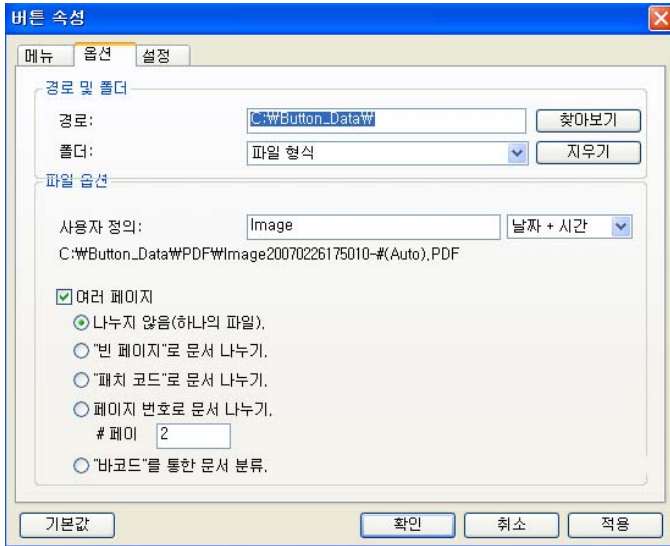 버튼 속성
메뉴 옵션 설정
경로 및 폴더
경로: C:₩Button_Data₩ 찾아보기
폴더: 파일 형식 지우기
파일 옵션
사용자 정의: Image 날짜 + 시간
C:₩Button_Data₩PDF₩Image20070226175010-#(Auto).PDF
여러 페이지
나누지 않음(하나의 파일).
"빈 페이지"로 문서 나누기.
"패치 코드"로 문서 나누기.
페이지 번호로 문서 나누기.
# 페이 2
"바코드"를 통한 문서 분류.
기본값 확인 취소 적용